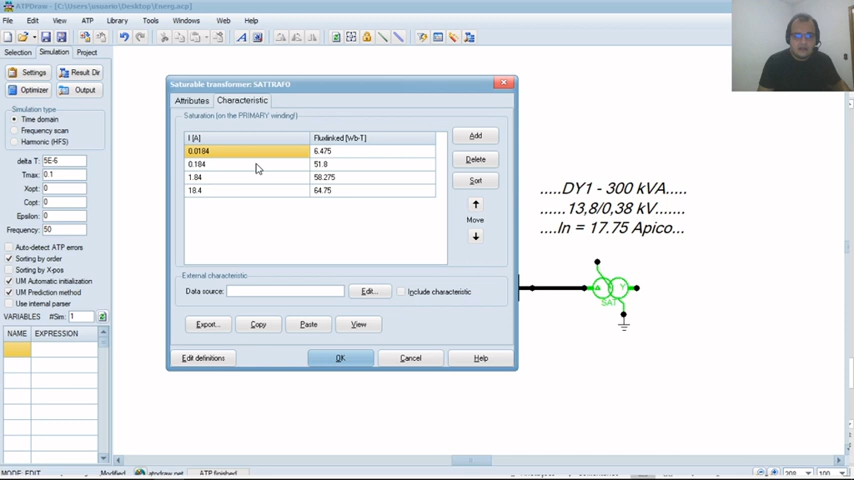 ATPDraw - [C:\Users\usuario\Desktop\Energ.acp]
File Edit View ATP Library Tools Window Help
Selection Simulation Project
Settings Result Dir
Optimizer Output
Simulation type
Time domain
Frequency scan
Harmonic (HFS)
delta T: 5E-6
Tmax: 0.1
Xopt: 0
Copt: 0
Epsilon: 0
Frequency: 50
Auto-detect ATP errors
Sorting by order
Sorting by X-pos
UM Automatic initialization
UM Prediction method
Use internal parser
VARIABLES #Sim: 1
NAME EXPRESSION
MODE: EDIT Modified atpdraw.net ATP finished
Saturable transformer: SATTRAFO
Attributes Characteristic
Saturation (on the PRIMARY winding!)
I [A] Fluxlinked [Wb-T]
0.0184 6.475
0.184 51.8
1.84 58.275
18.4 64.75
Add
Delete
Sort
Move
External characteristic
Data source: Edit... Include characteristic
Export... Copy Paste View
Edit definitions OK Cancel Help
.....DY1 - 300 kVA.....
......13,8/0,38 kV.......
....In = 17.75 Apico...
Y
SAT
208 100